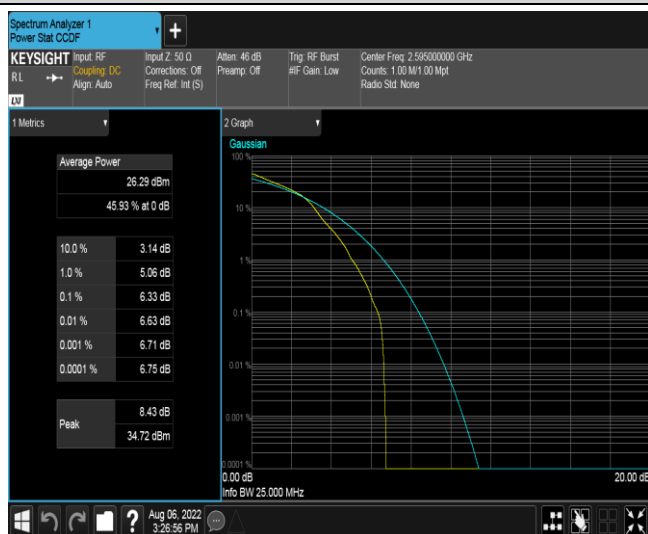 Spectrum Analyzer 1
Power Stat CCDF
+
KEYSIGHT
RL
LXI
Input: RF
Coupling: DC
Align: Auto
Input Z: 50 Ω
Corrections: Off
Freq Ref: Int (S)
Atten: 46 dB
Preamp: Off
Trig: RF Burst
#IF Gain: Low
Center Freq: 2.595000000 GHz
Counts: 1.00 M/1.00 Mpt
Radio Std: None
1 Metrics
Average Power
26.29 dBm
45.93 % at 0 dB
10.0 % 3.14 dB
1.0 % 5.06 dB
0.1 % 6.33 dB
0.01 % 6.63 dB
0.001 % 6.71 dB
0.0001 % 6.75 dB
Peak
8.43 dB
34.72 dBm
2 Graph
Gaussian
100 %
10 %
1 %
0.1 %
0.01 %
0.001 %
0.0001 %
0.00 dB 20.00 dB
Info BW 25.000 MHz
?
Aug 06, 2022
3:26:56 PM